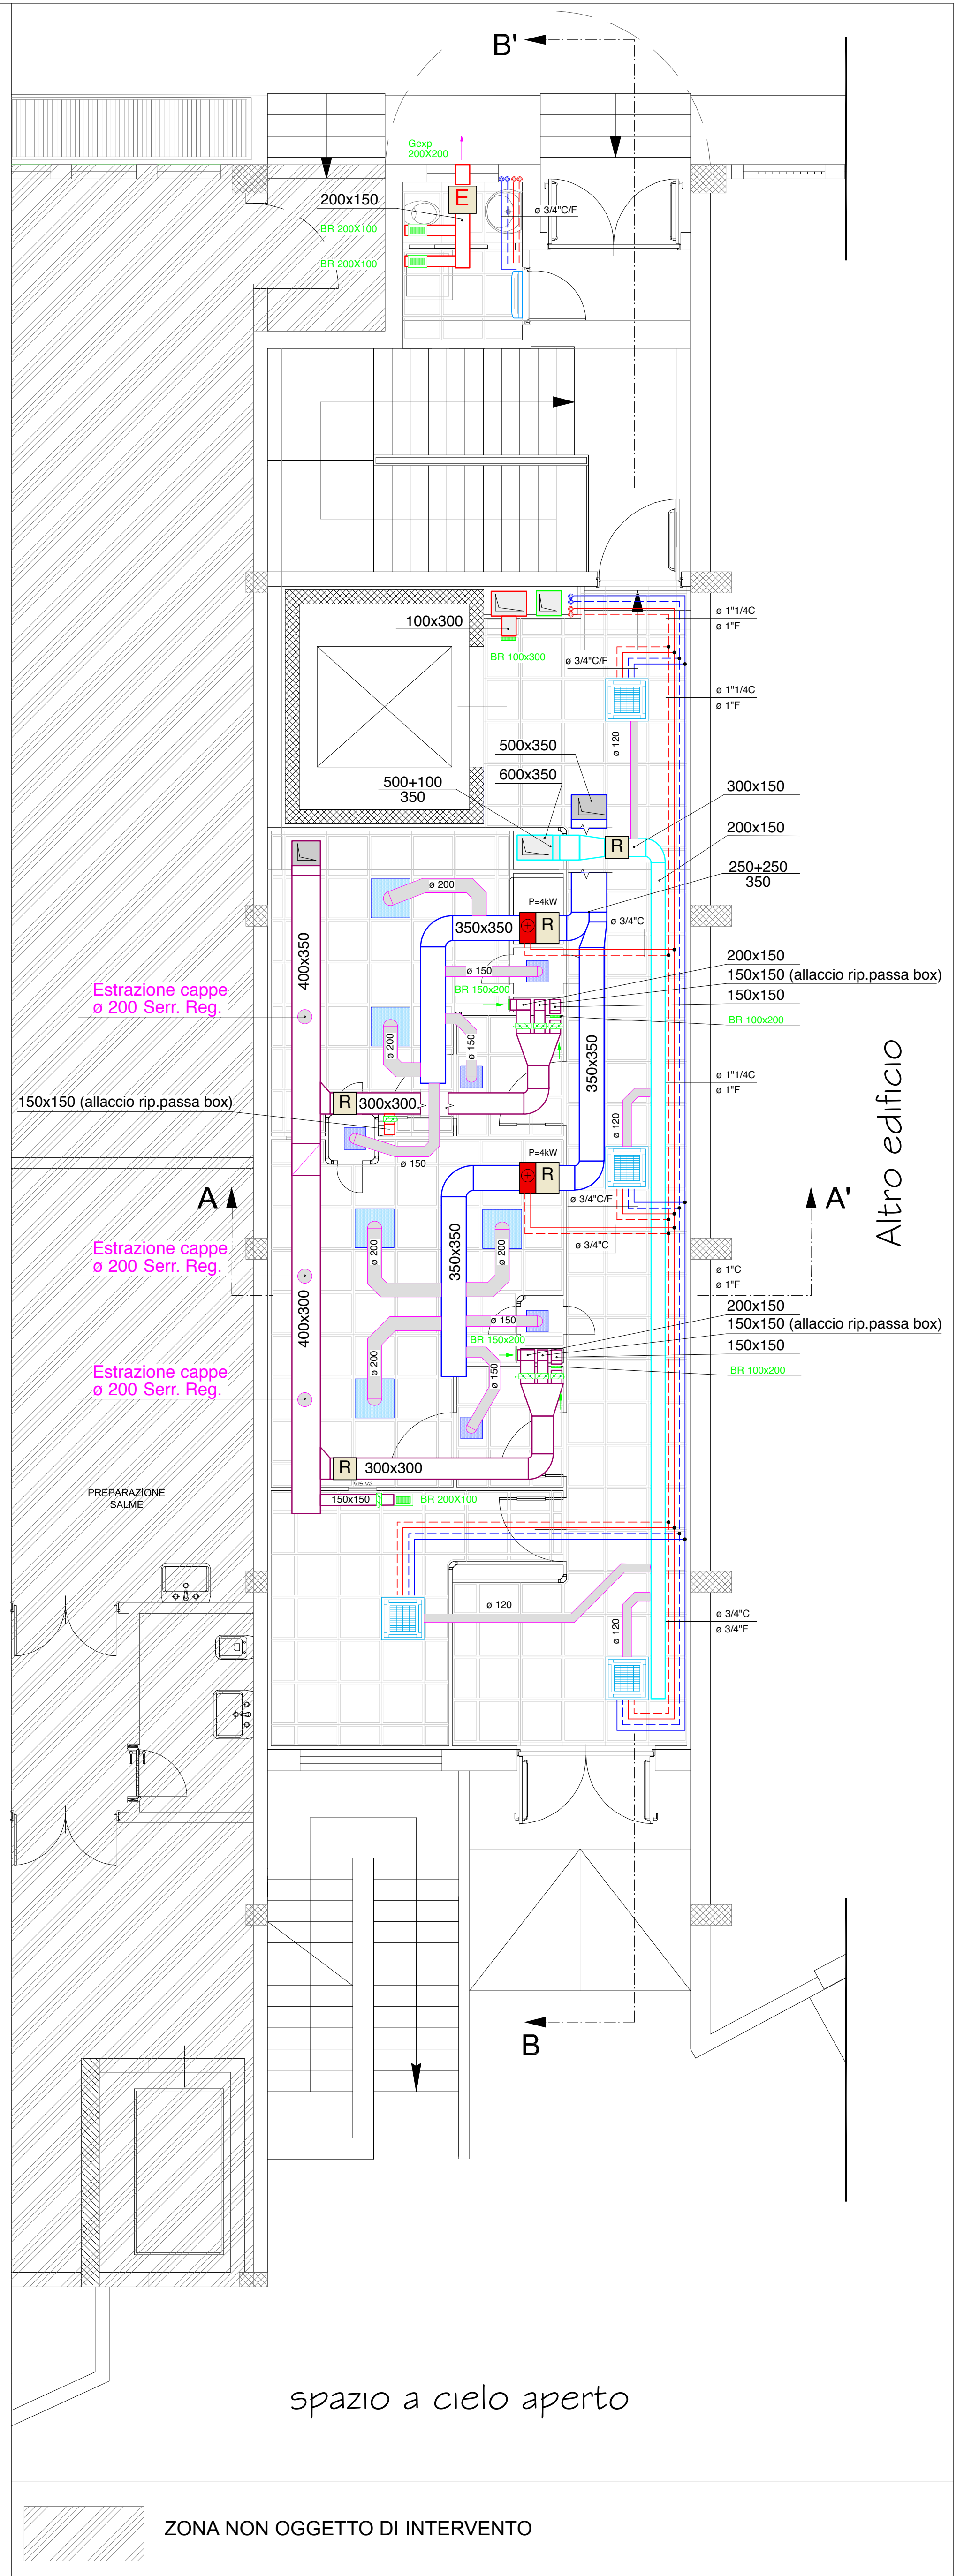 B'
Gexp
200X200
200x150
E
ø 3/4"C/F
BR 200X100
BR 200X100
100x300
BR 100x300
ø 3/4"C/F
ø 1"1/4C
ø 1"F
ø 1"1/4C
ø 1"F
ø 120
500x350
600x350
500+100
350
R
300x150
200x150
250+250
350
P=4kW
ø 200
350x350
R
ø 3/4"C
400x350
ø 150
200x150
150x150 (allaccio rip.passa box)
150x150
BR 150x200
BR 100x200
Estrazione cappe
ø 200 Serr. Reg.
ø 200
ø 150
350x350
ø 1"1/4C
ø 1"F
Altro edificio
150x150 (allaccio rip.passa box)
R
300x300
ø 120
ø 150
P=4kW
R
A
A'
ø 3/4"C/F
350x350
ø 3/4"C
Estrazione cappe
ø 200 Serr. Reg.
ø 200
ø 200
ø 1"C
ø 1"F
400x300
200x150
150x150 (allaccio rip.passa box)
150x150
ø 150
BR 150x200
BR 100x200
Estrazione cappe
ø 200 Serr. Reg.
ø 200
ø 150
R
300x300
visiva
PREPARAZIONE
SALME
150x150
BR 200X100
ø 120
ø 120
ø 3/4"C
ø 3/4"F
B
spazio a cielo aperto
ZONA NON OGGETTO DI INTERVENTO